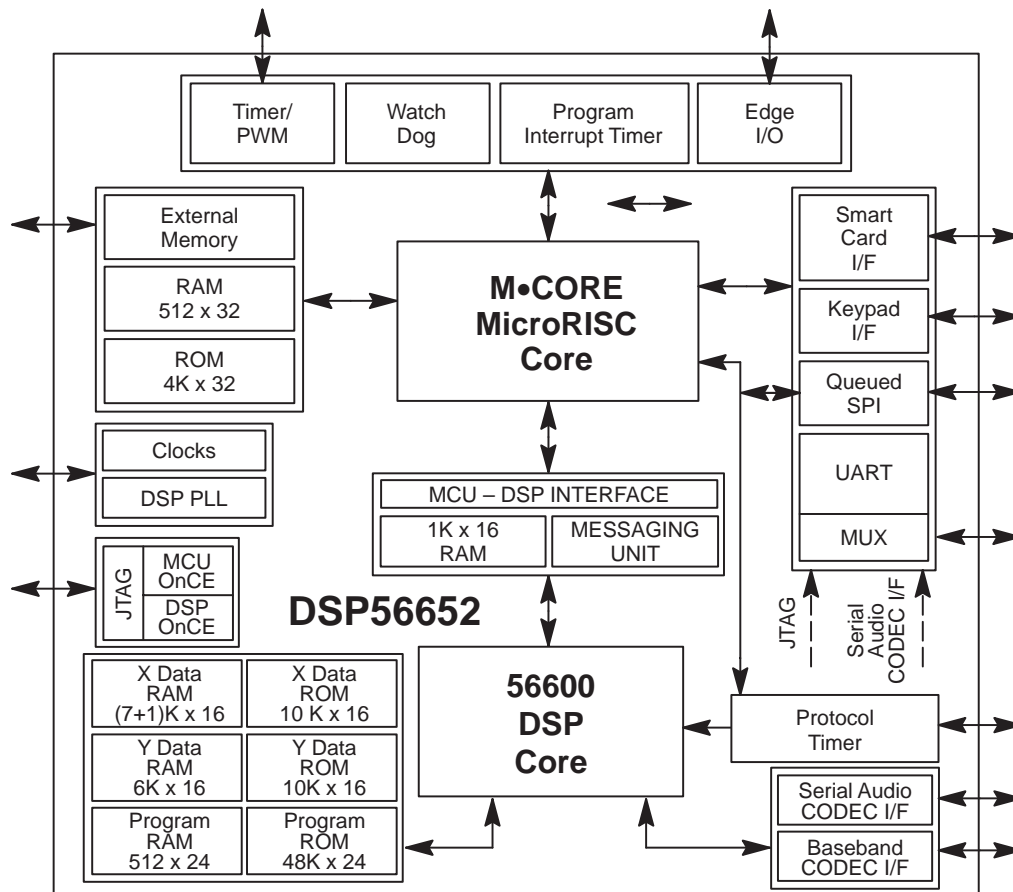 Timer/
PWM
Watch
Dog
Program
Interrupt Timer
Edge
I/O
External
Memory
RAM
512 x 32
ROM
4K x 32
M•CORE
MicroRISC
Core
Smart
Card
I/F
Keypad
I/F
Queued
SPI
UART
MUX
Clocks
DSP PLL
MCU – DSP INTERFACE
1K x 16
RAM
MESSAGING
UNIT
JTAG
MCU
OnCE
DSP
OnCE
DSP56652
JTAG
Serial
Audio
CODEC I/F
X Data
RAM
(7+1)K x 16
X Data
ROM
10 K x 16
Y Data
RAM
6K x 16
Y Data
ROM
10K x 16
Program
RAM
512 x 24
Program
ROM
48K x 24
56600
DSP
Core
Protocol
Timer
Serial Audio
CODEC I/F
Baseband
CODEC I/F